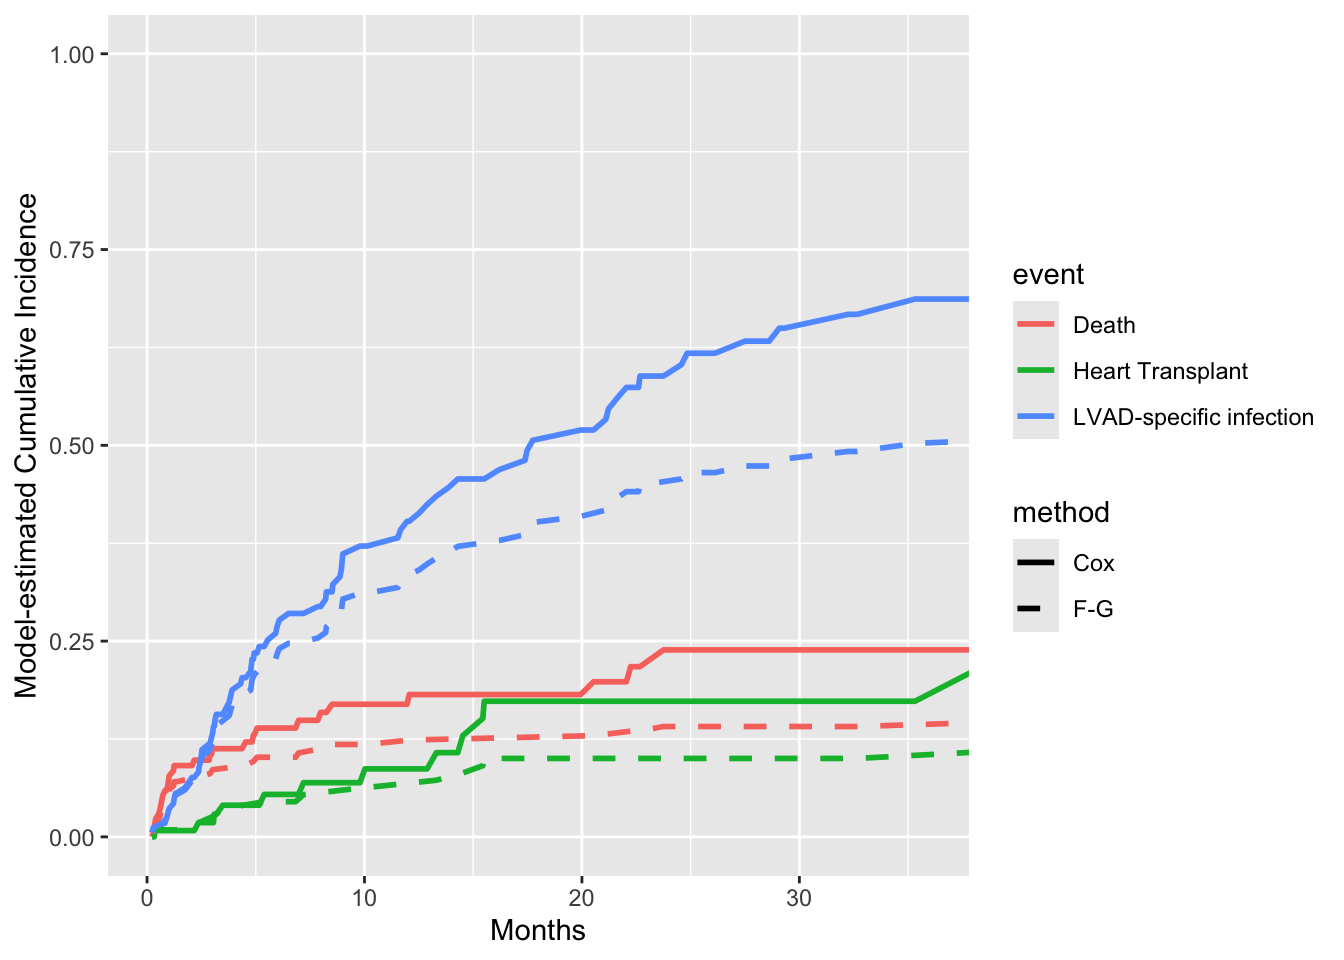 1.00
0.75
0.50
0.25
0.00
Model-estimated Cumulative Incidence
0
10
20
30
Months
event
Death
Heart Transplant
LVAD-specific infection
method
Cox
F-G